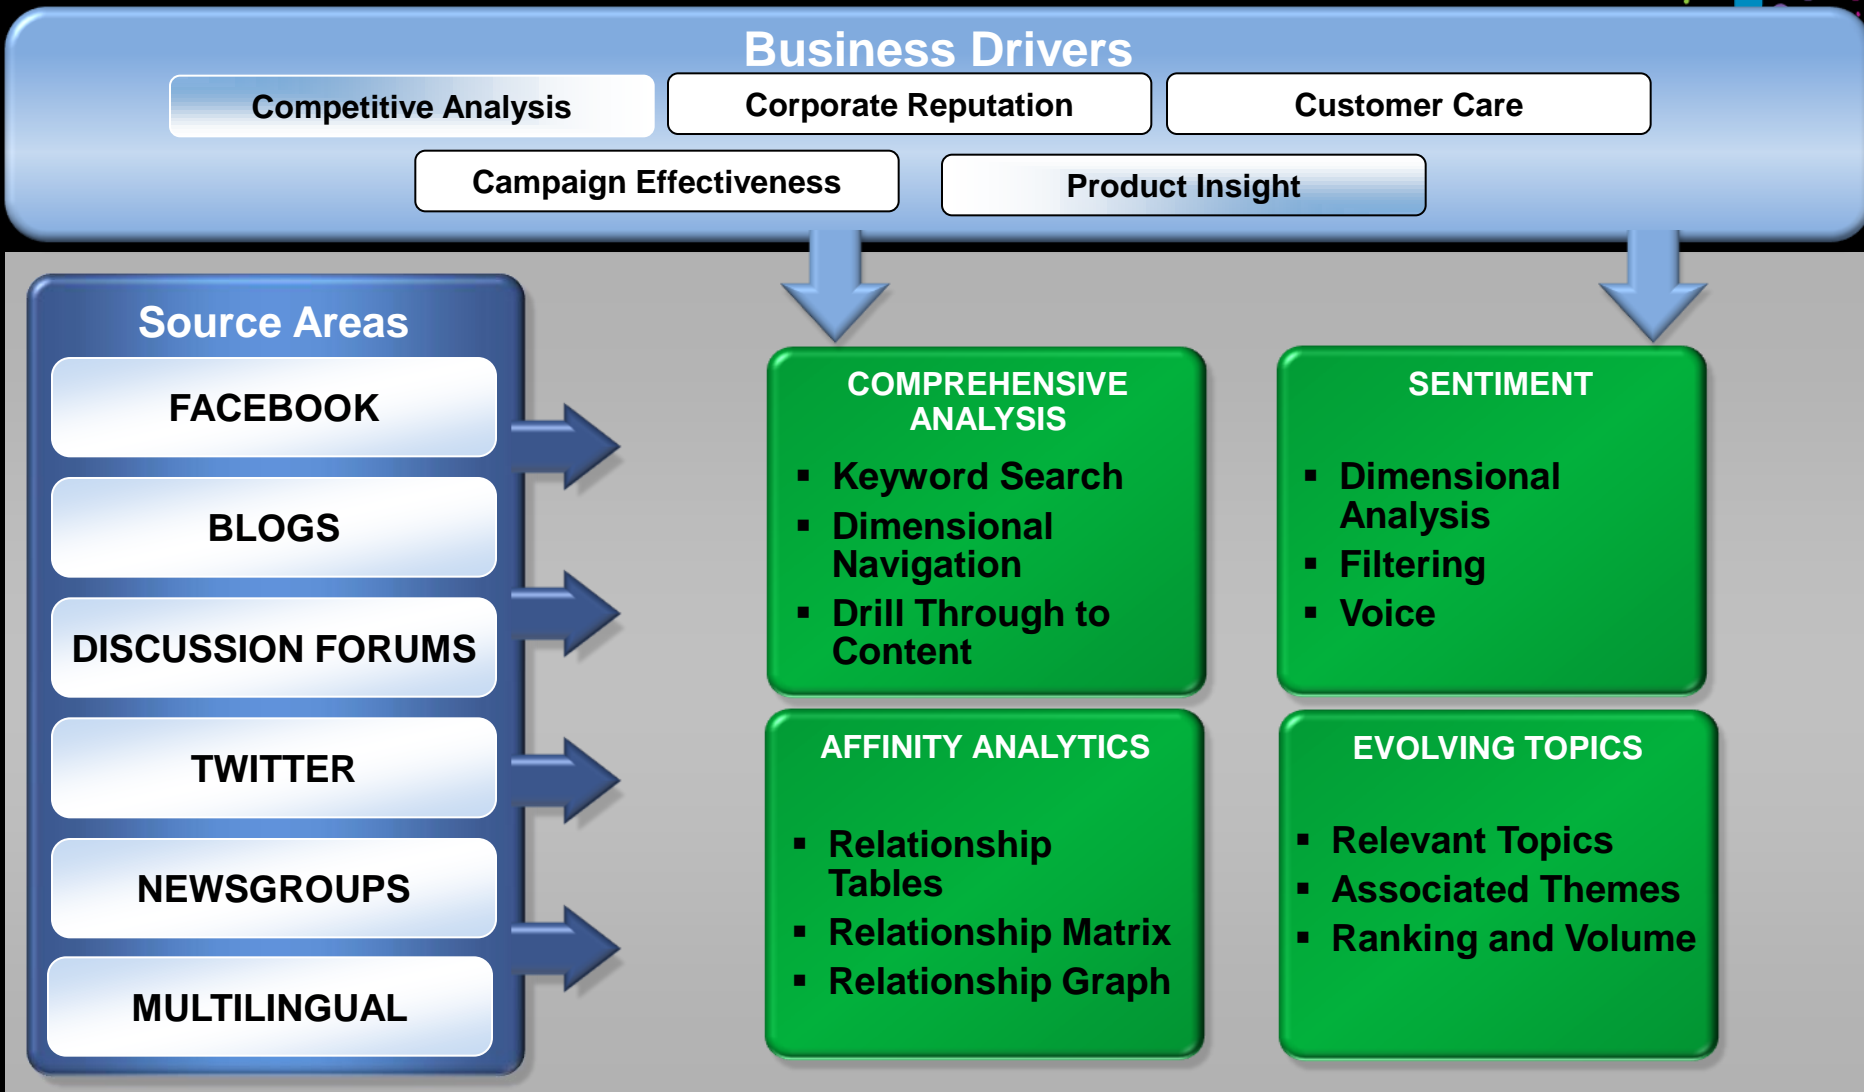 Business Drivers
Competitive Analysis
Corporate Reputation
Customer Care
Campaign Effectiveness
Product Insight
Source Areas
FACEBOOK
BLOGS
DISCUSSION FORUMS
TWITTER
NEWSGROUPS
MULTILINGUAL
COMPREHENSIVE
ANALYSIS
▪ Keyword Search
▪ Dimensional
Navigation
▪ Drill Through to
Content
SENTIMENT
▪ Dimensional
Analysis
▪ Filtering
▪ Voice
AFFINITY ANALYTICS
▪ Relationship
Tables
▪ Relationship Matrix
▪ Relationship Graph
EVOLVING TOPICS
▪ Relevant Topics
▪ Associated Themes
▪ Ranking and Volume